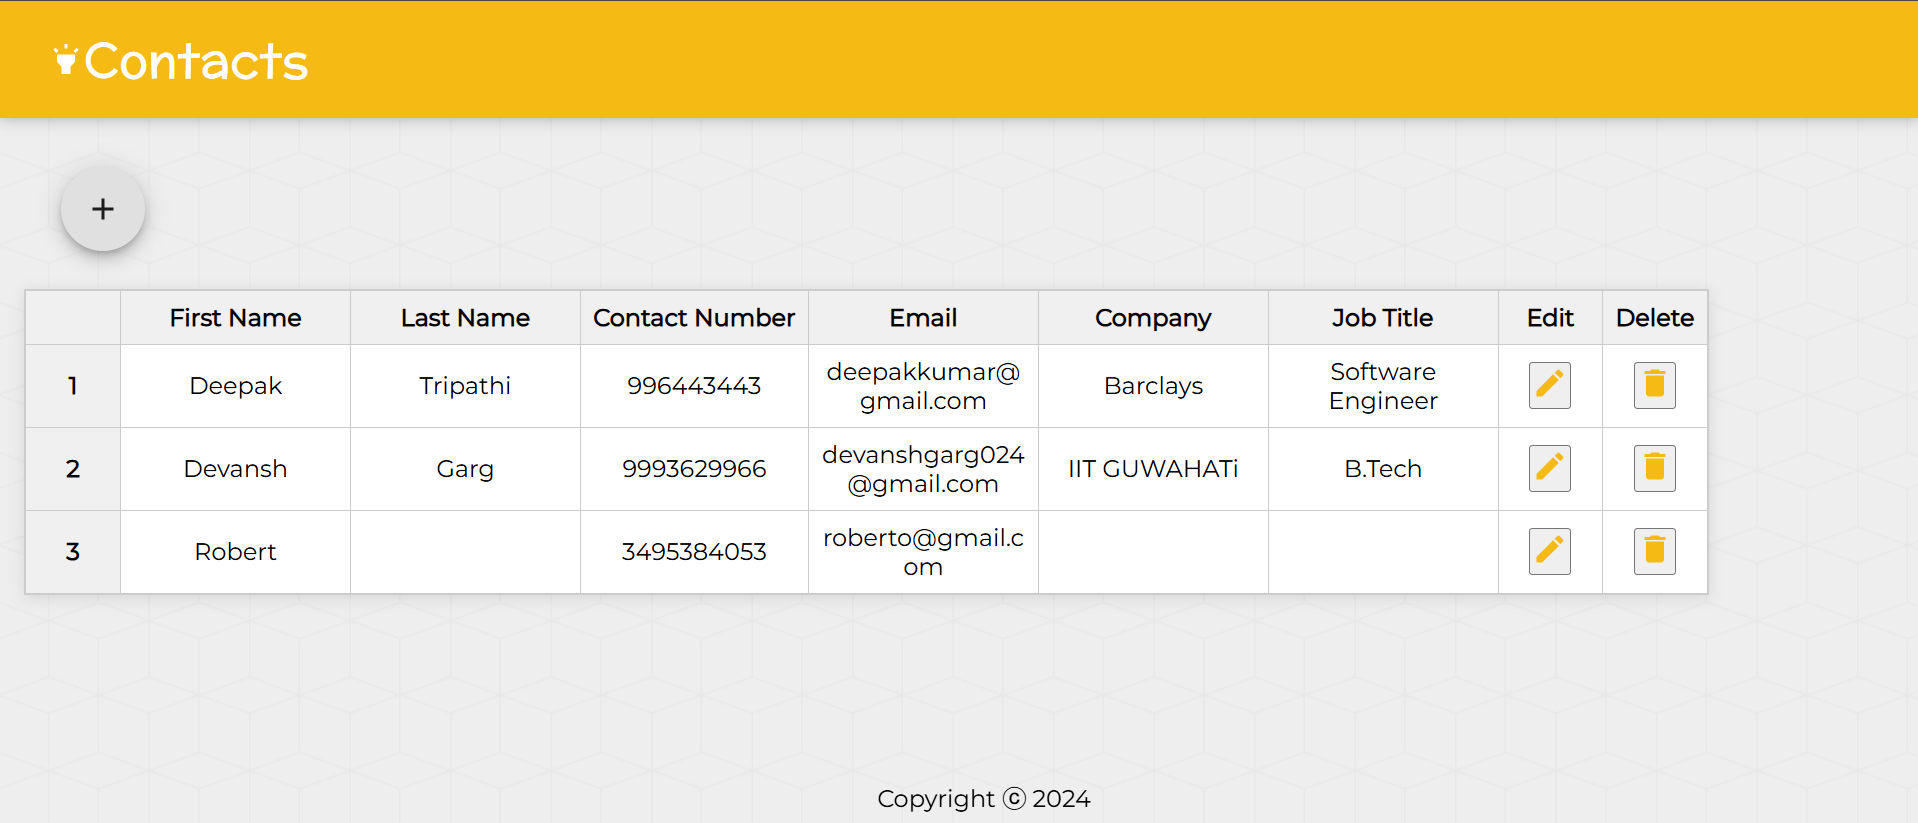 Contacts
+
First Name Last Name Contact Number Email Company Job Title Edit Delete
1 Deepak Tripathi 996443443 deepakkumar@ Barclays Software
gmail.com Engineer
2 Devansh Garg 9993629966 devanshgarg024 IIT GUWAHATi B.Tech
@gmail.com
3 Robert 3495384053 roberto@gmail.c
om
Copyright ⓒ 2024